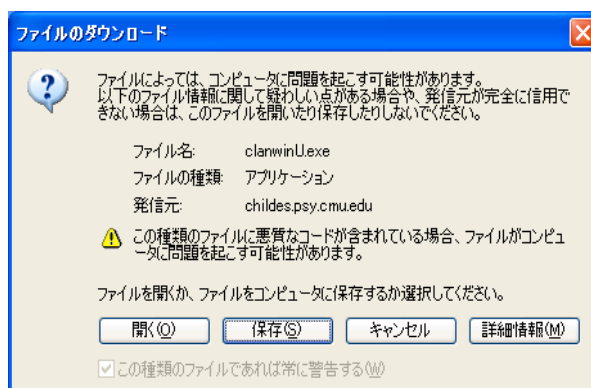 ファイルのダウンロード
ファイルによっては、コンピュータに問題を起こす可能性があります。
以下のファイル情報に関して疑わしい点がある場合や、発信元が完全に信用で
きない場合は、このファイルを開いたり保存したりしないでください。
ファイル名: clanwinU.exe
ファイルの種類: アプリケーション
発信元: childes.psy.cmu.edu
この種類のファイルに悪質なコードが含まれている場合、ファイルがコンピュ
ータに問題を起こす可能性があります。
ファイルを開くか、ファイルをコンピュータに保存するか選択してください。
開く(O) 保存(S) キャンセル 詳細情報(M)
この種類のファイルであれば常に警告する(W)